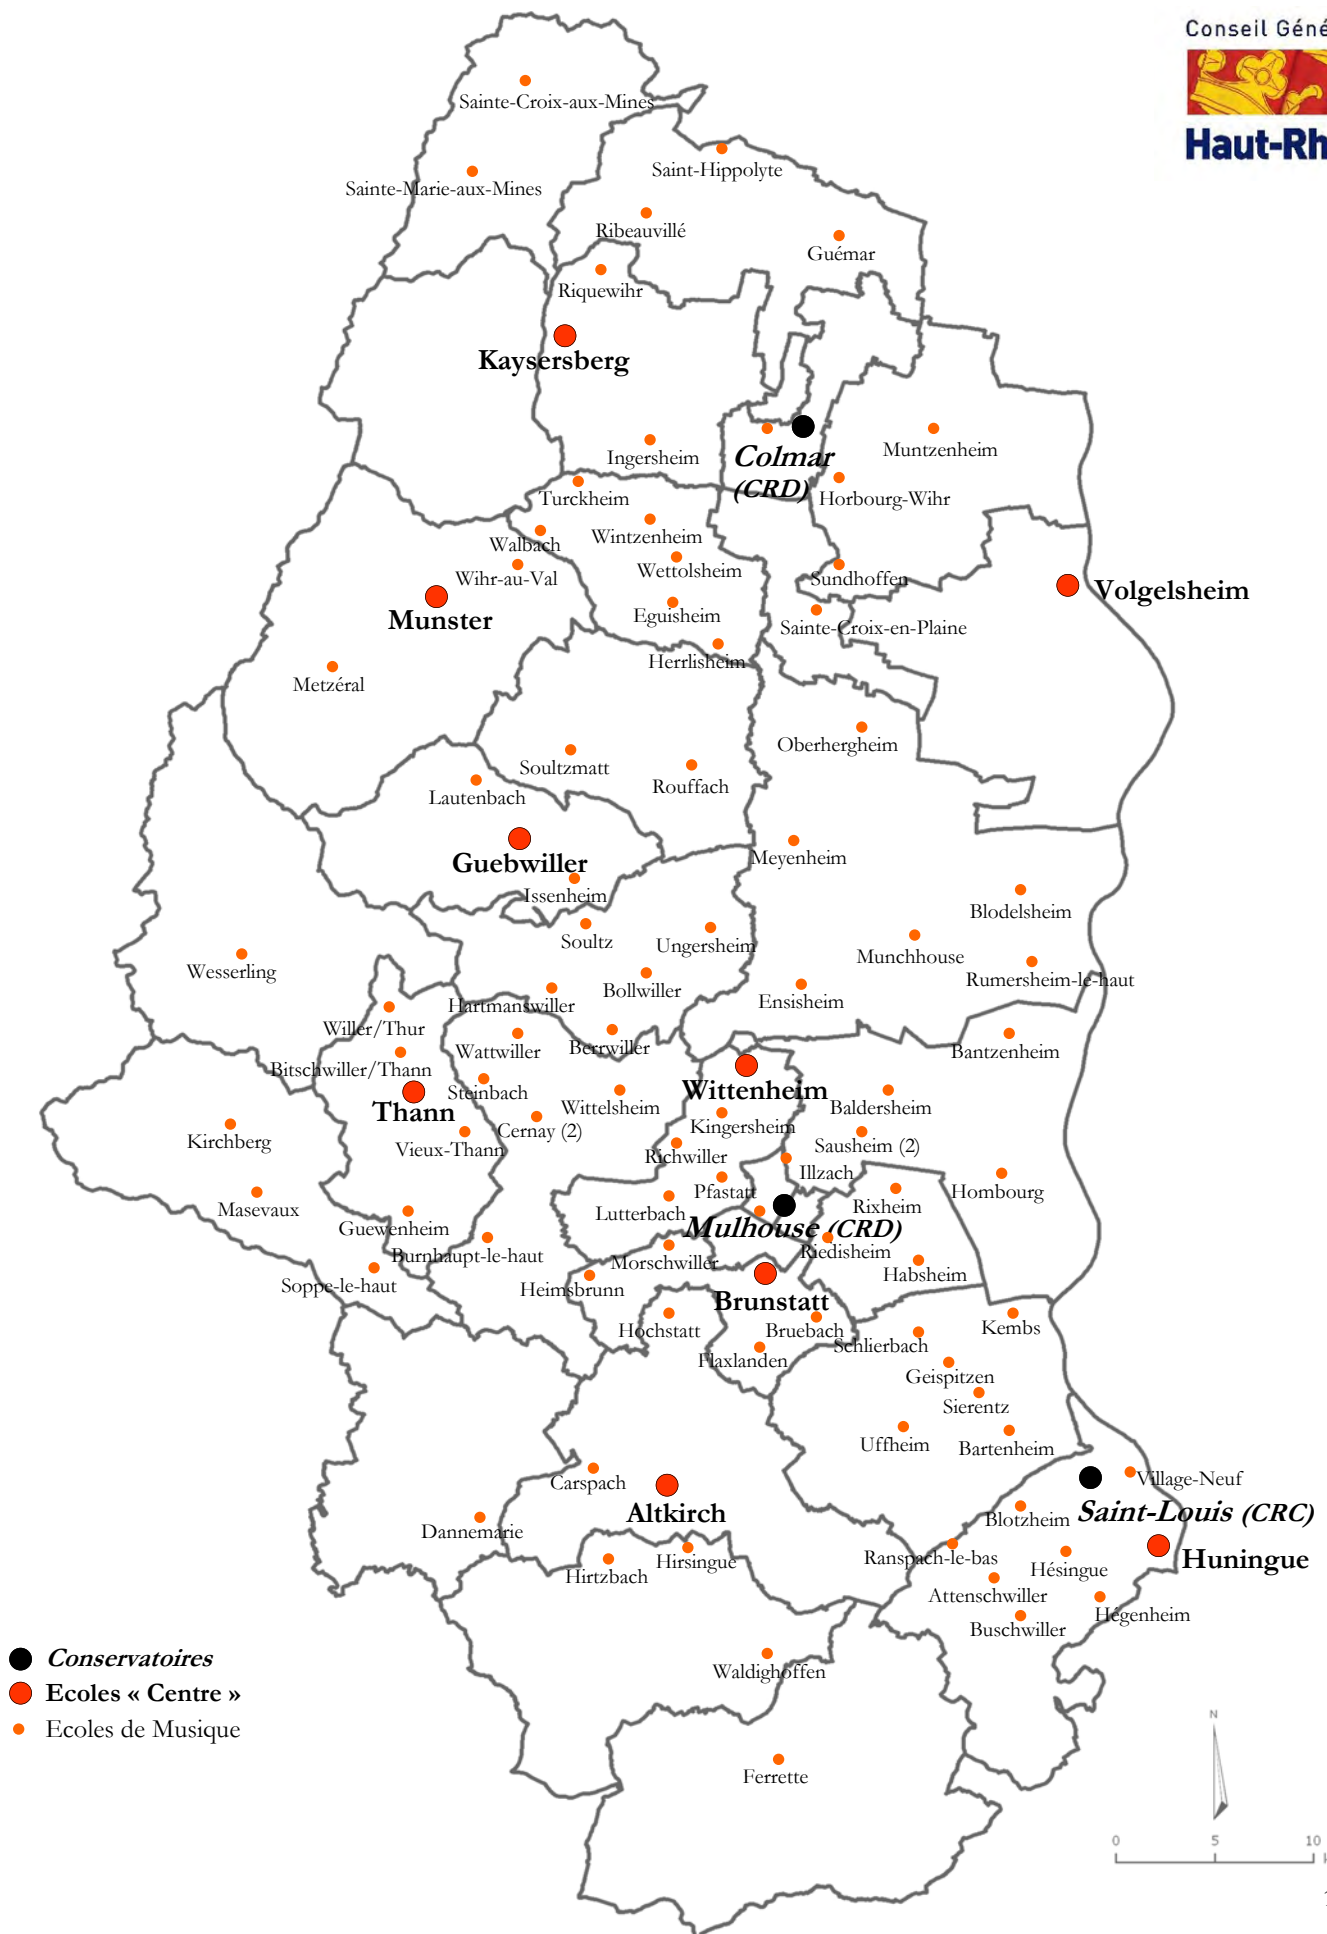 Conseil Géné
Haut-Rh
Sainte-Croix-aux-Mines
Saint-Hippolyte
Sainte-Marie-aux-Mines
Ribeauvillé
Guémar
Riquewihr
Kaysersberg
Ingersheim
Colmar
(CRD)
Muntzenheim
Turckheim
Horbourg-Wihr
Wintzenheim
Walbach
Wettolsheim
Wihr-au-Val
Sundhoffen
Volgelsheim
Munster
Eguisheim
Sainte-Croix-en-Plaine
Herrlisheim
Metzéral
Oberhergheim
Soultzmatt
Rouffach
Lautenbach
Guebwiller
Meyenheim
Issenheim
Blodelsheim
Soultz
Ungersheim
Munchhouse
Wesserling
Rumersheim-le-haut
Bollwiller
Hartmanswiller
Ensisheim
Willer/Thur
Wattwiller
Berrwiller
Bantzenheim
Bitschwiller/Thann
Steinbach
Wittenheim
Thann
Wittelsheim
Baldersheim
Kingersheim
Cernay (2)
Kirchberg
Vieux-Thann
Sausheim (2)
Richwiller
Illzach
Pfastatt
Hombourg
Masevaux
Lutterbach
Rixheim
Guewenheim
Mulhouse (CRD)
Burnhaupt-le-haut
Riedisheim
Morschwiller
Habsheim
Soppe-le-haut
Heimsbrunn
Brunstatt
Hochstatt
Bruebach
Kembs
Schlierbach
Flaxlanden
Geispitzen
Sierentz
Uffheim
Bartenheim
Carspach
Village-Neuf
Altkirch
Saint-Louis (CRC)
Blotzheim
Dannemarie
Ranspach-le-bas
Hirsingue
Huningue
Hésingue
Hirtzbach
Attenschwiller
Hégenheim
Buschwiller
Conservatoires
Waldighoffen
Ecoles « Centre »
Ecoles de Musique
N
Ferrette
0 5 10